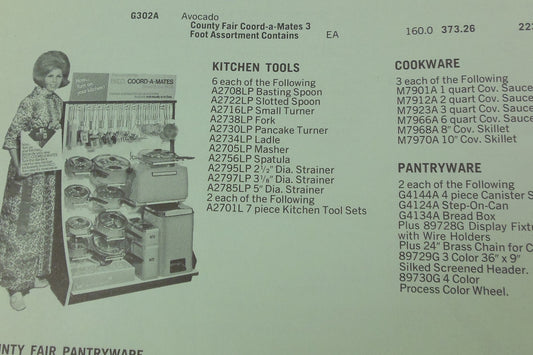 G302A Avocado
County Fair Coord-a-Mates 3
Foot Assortment Contains EA 160.0 373.26 223
COORD-A-MATES
KITCHEN TOOLS
6 each of the Following
A2708LP Basting Spoon
A2722LP Slotted Spoon
A2716LP Small Turner
A2738LP Fork
A2730LP Pancake Turner
A2734LP Ladle
A2705LP Masher
A2756LP Spatula
A2795LP 2½" Dia. Strainer
A2797LP 3⅛" Dia. Strainer
A2785LP 5" Dia. Strainer
2 each of the Following
A2701L 7 piece Kitchen Tool Sets
COOKWARE
3 each of the Following
M7901A 1 quart Cov. Sauce
M7912A 2 quart Cov. Sauce
M7923A 3 quart Cov. Sauce
M7966A 6 quart Cov. Sauce
M7968A 8" Cov. Skillet
M7970A 10" Cov. Skillet
PANTRYWARE
2 each of the Following
G4144A 4 piece Canister S
G4124A Step-On-Can
G4134A Bread Box
Plus 89728G Display Fixtu
with Wire Holders
Plus 24" Brass Chain for C
89729G 3 Color 36" x 9"
Silked Screened Header.
89730G 4 Color
Process Color Wheel.
UNTY FAIR PANTRYWARE